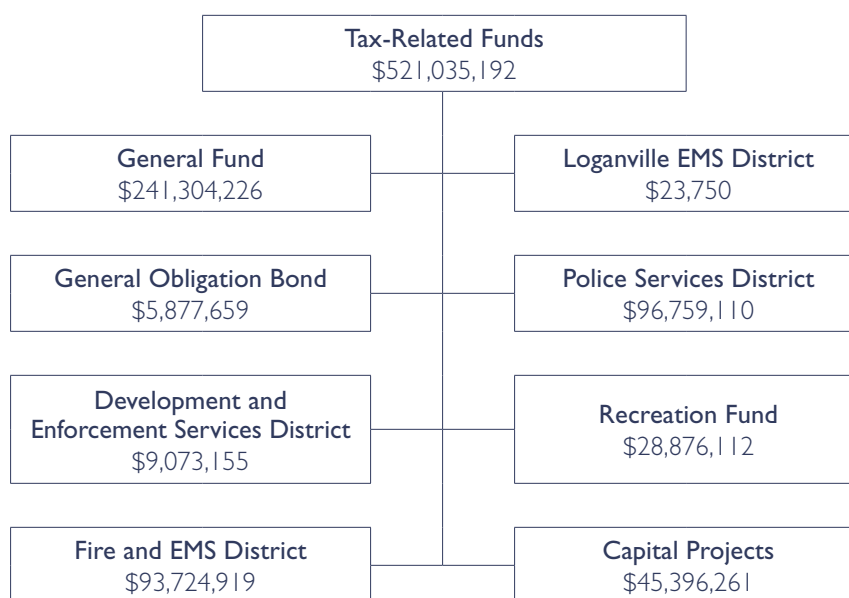 Tax-Related Funds
$521,035,192
General Fund
$241,304,226
Loganville EMS District
$23,750
General Obligation Bond
$5,877,659
Police Services District
$96,759,110
Development and
Enforcement Services District
$9,073,155
Recreation Fund
$28,876,112
Fire and EMS District
$93,724,919
Capital Projects
$45,396,261